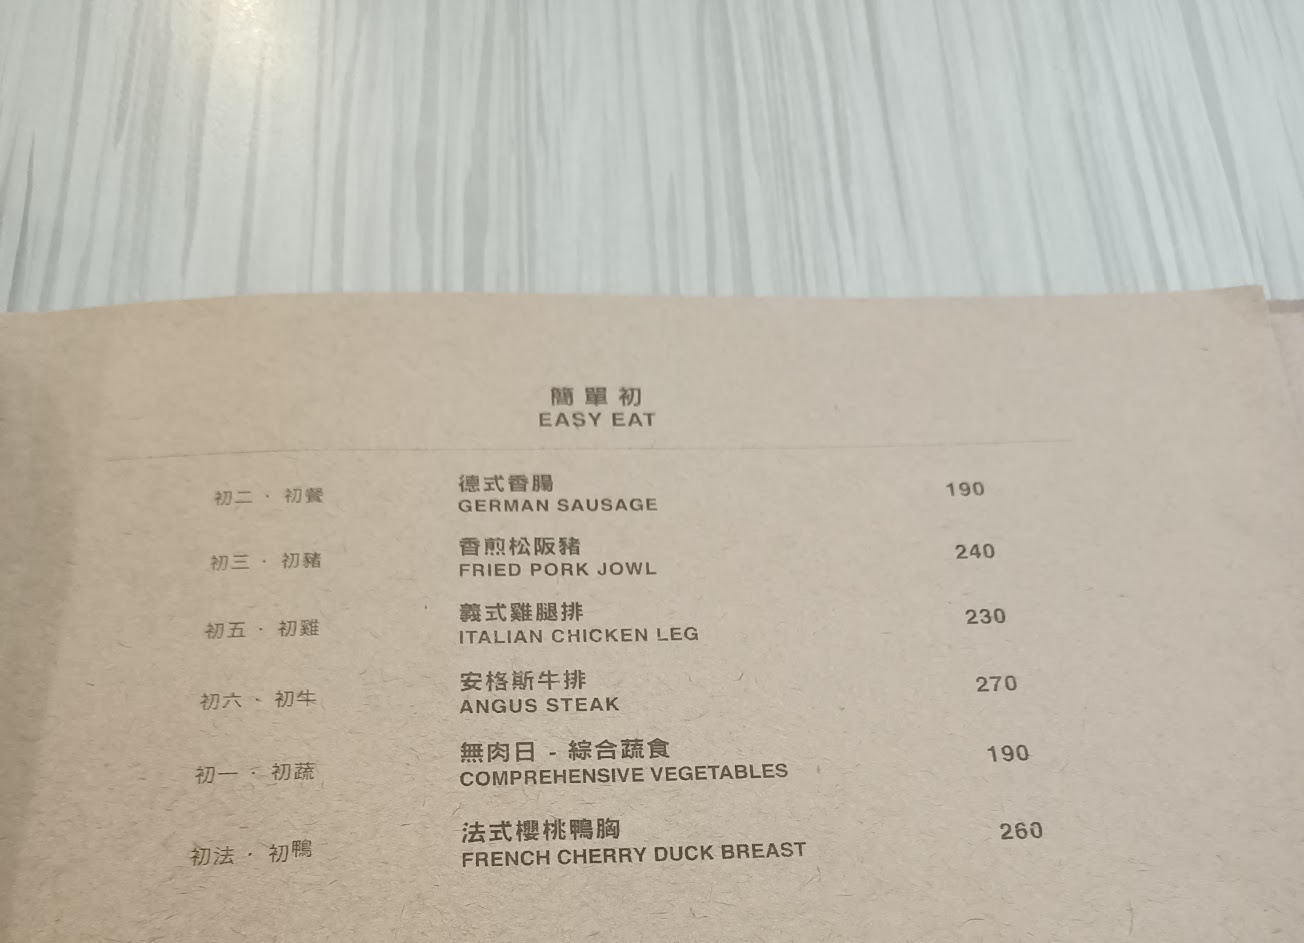 簡單初
EASY EAT
初二 · 初餐 德式香腸 190
GERMAN SAUSAGE
初三 · 初豬 香煎松阪豬 240
FRIED PORK JOWL
初五 · 初雞 義式雞腿排 230
ITALIAN CHICKEN LEG
初六 · 初牛 安格斯牛排 270
ANGUS STEAK
初一 · 初蔬 無肉日 - 綜合蔬食 190
COMPREHENSIVE VEGETABLES
初法 · 初鴨 法式櫻桃鴨胸 260
FRENCH CHERRY DUCK BREAST